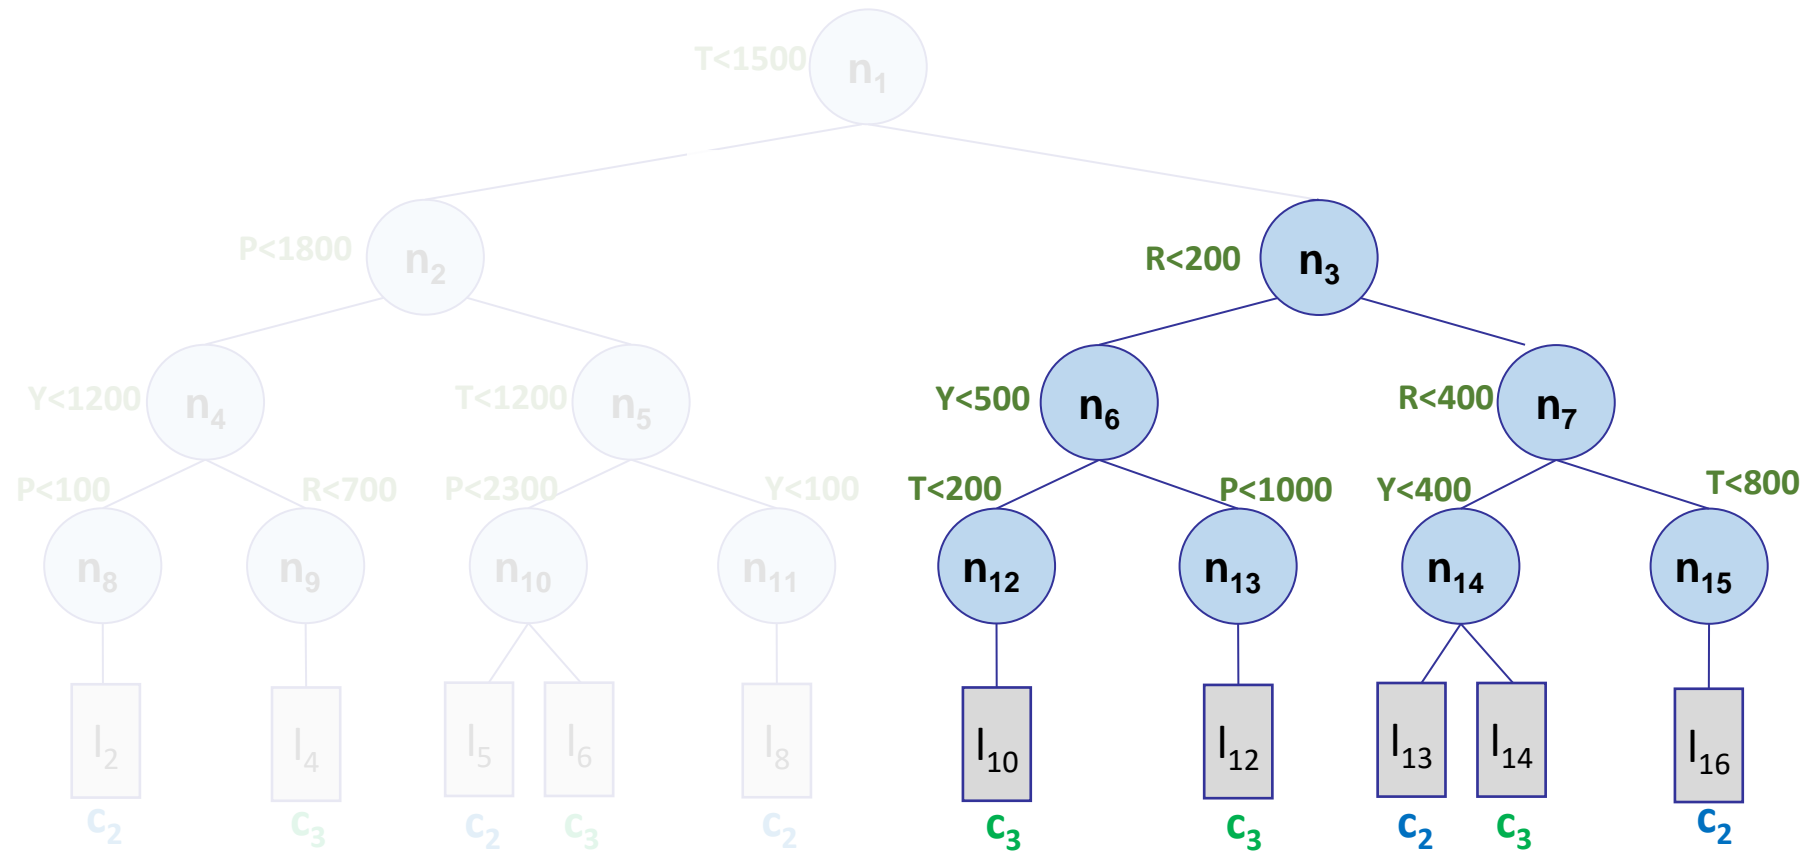 T<1500 n₁
P<1800 n₂ R<200 n₃
Y<1200 n₄ T<1200 n₅ Y<500 n₆ R<400 n₇
P<100 R<700 P<2300 Y<100 T<200 P<1000 Y<400 T<800
n₈ n₉ n₁₀ n₁₁ n₁₂ n₁₃ n₁₄ n₁₅
l₂ l₄ l₅ l₆ l₈ l₁₀ l₁₂ l₁₃ l₁₄ l₁₆
c₂ c₃ c₂ c₃ c₂ c₃ c₃ c₂ c₃ c₂